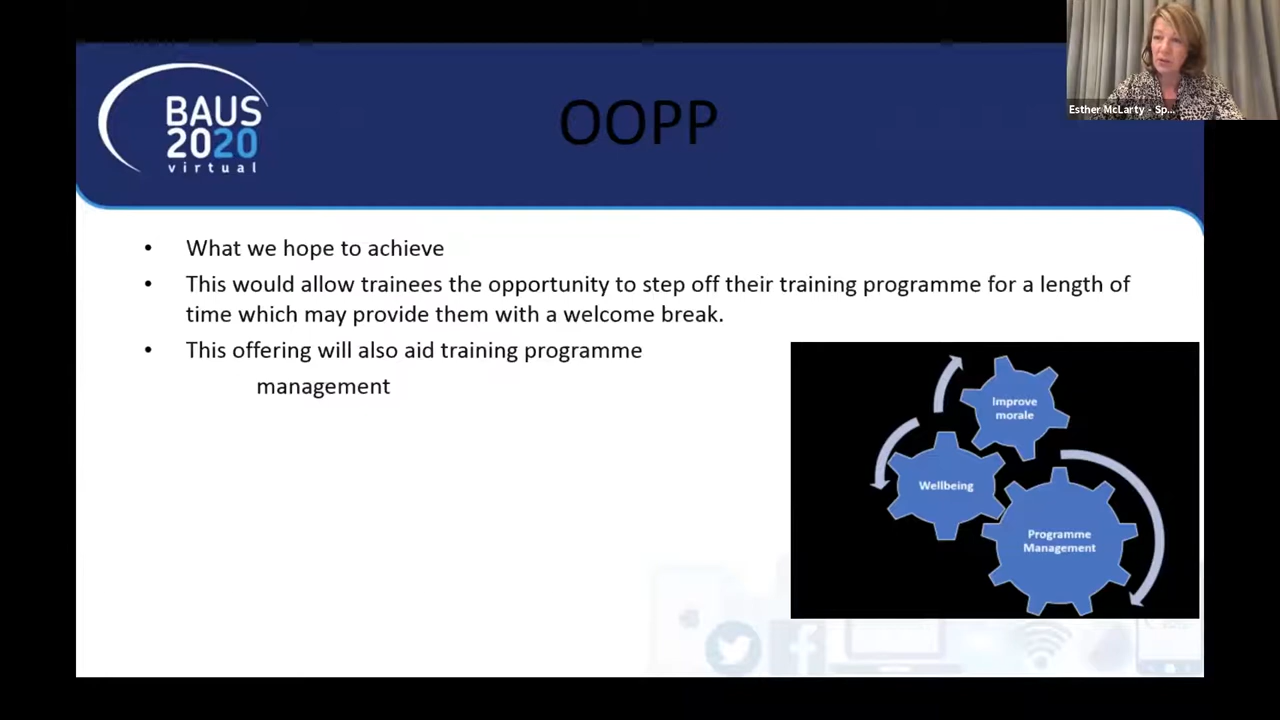 BAUS
2020
virtual
OOPP
Esther McLarty - Sp...
• What we hope to achieve
• This would allow trainees the opportunity to step off their training programme for a length of
time which may provide them with a welcome break.
• This offering will also aid training programme
management
Improve
morale
Wellbeing
Programme
Management